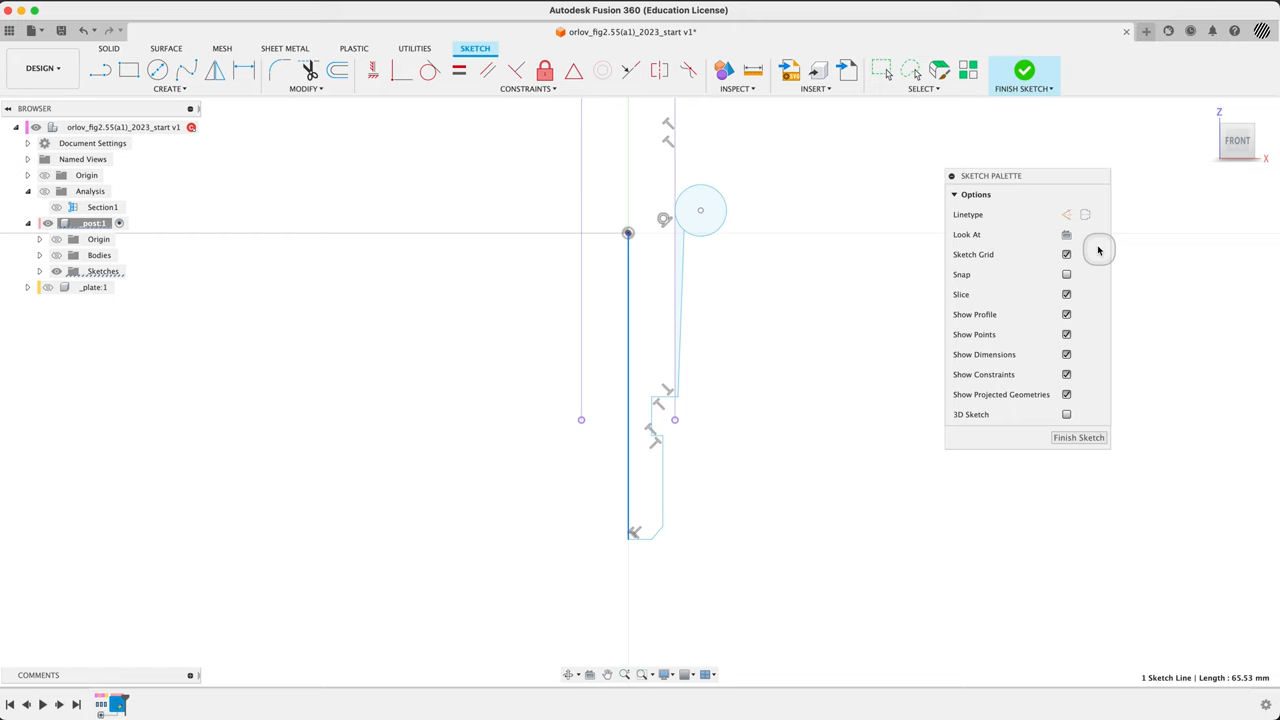 Autodesk Fusion 360 (Education License)
orlov_fig2.55(a1)_2023_start v1*
SOLID SURFACE MESH SHEET METAL PLASTIC UTILITIES SKETCH
DESIGN
CREATE MODIFY CONSTRAINTS INSPECT INSERT SELECT FINISH SKETCH
BROWSER
orlov_fig2.55(a1)_2023_start v1
Document Settings
Named Views
Origin
Analysis
Section1
_post:1
Origin
Bodies
Sketches
_plate:1
Z
FRONT
X
SKETCH PALETTE
Options
Linetype
Look At
Sketch Grid
Snap
Slice
Show Profile
Show Points
Show Dimensions
Show Constraints
Show Projected Geometries
3D Sketch
Finish Sketch
COMMENTS
1 Sketch Line | Length : 65.53 mm